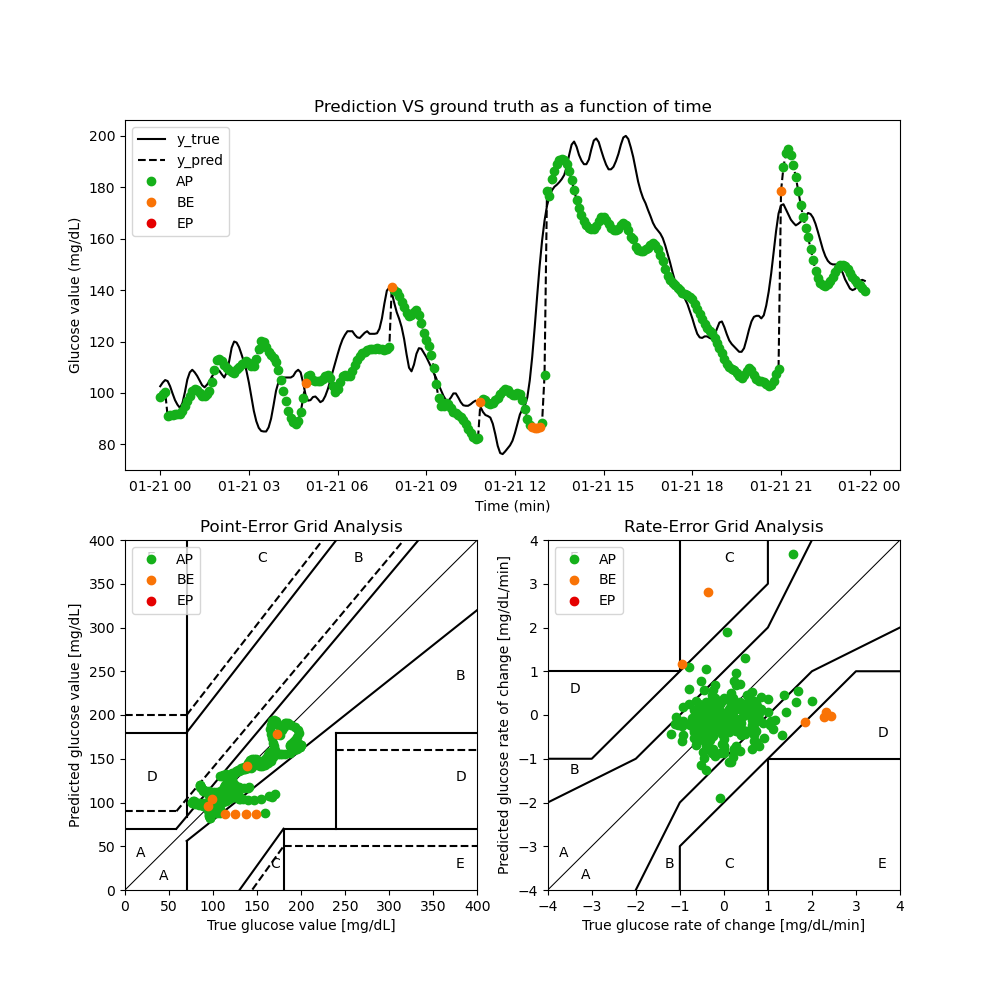 Prediction VS ground truth as a function of time
Glucose value (mg/dL)
200
180
160
140
120
100
80
y_true
y_pred
AP
BE
EP
01-21 00 01-21 03 01-21 06 01-21 09 01-21 12 01-21 15 01-21 18 01-21 21 01-22 00
Time (min)
Point-Error Grid Analysis
Predicted glucose value [mg/dL]
400
350
300
250
200
150
100
50
0
AP
BE
EP
C B
B
D D
A
A C E
0 50 100 150 200 250 300 350 400
True glucose value [mg/dL]
Rate-Error Grid Analysis
Predicted glucose rate of change [mg/dL/min]
4
3
2
1
0
−1
−2
−3
−4
AP
BE
EP
C
D
D
B
A
A B C E
−4 −3 −2 −1 0 1 2 3 4
True glucose rate of change [mg/dL/min]